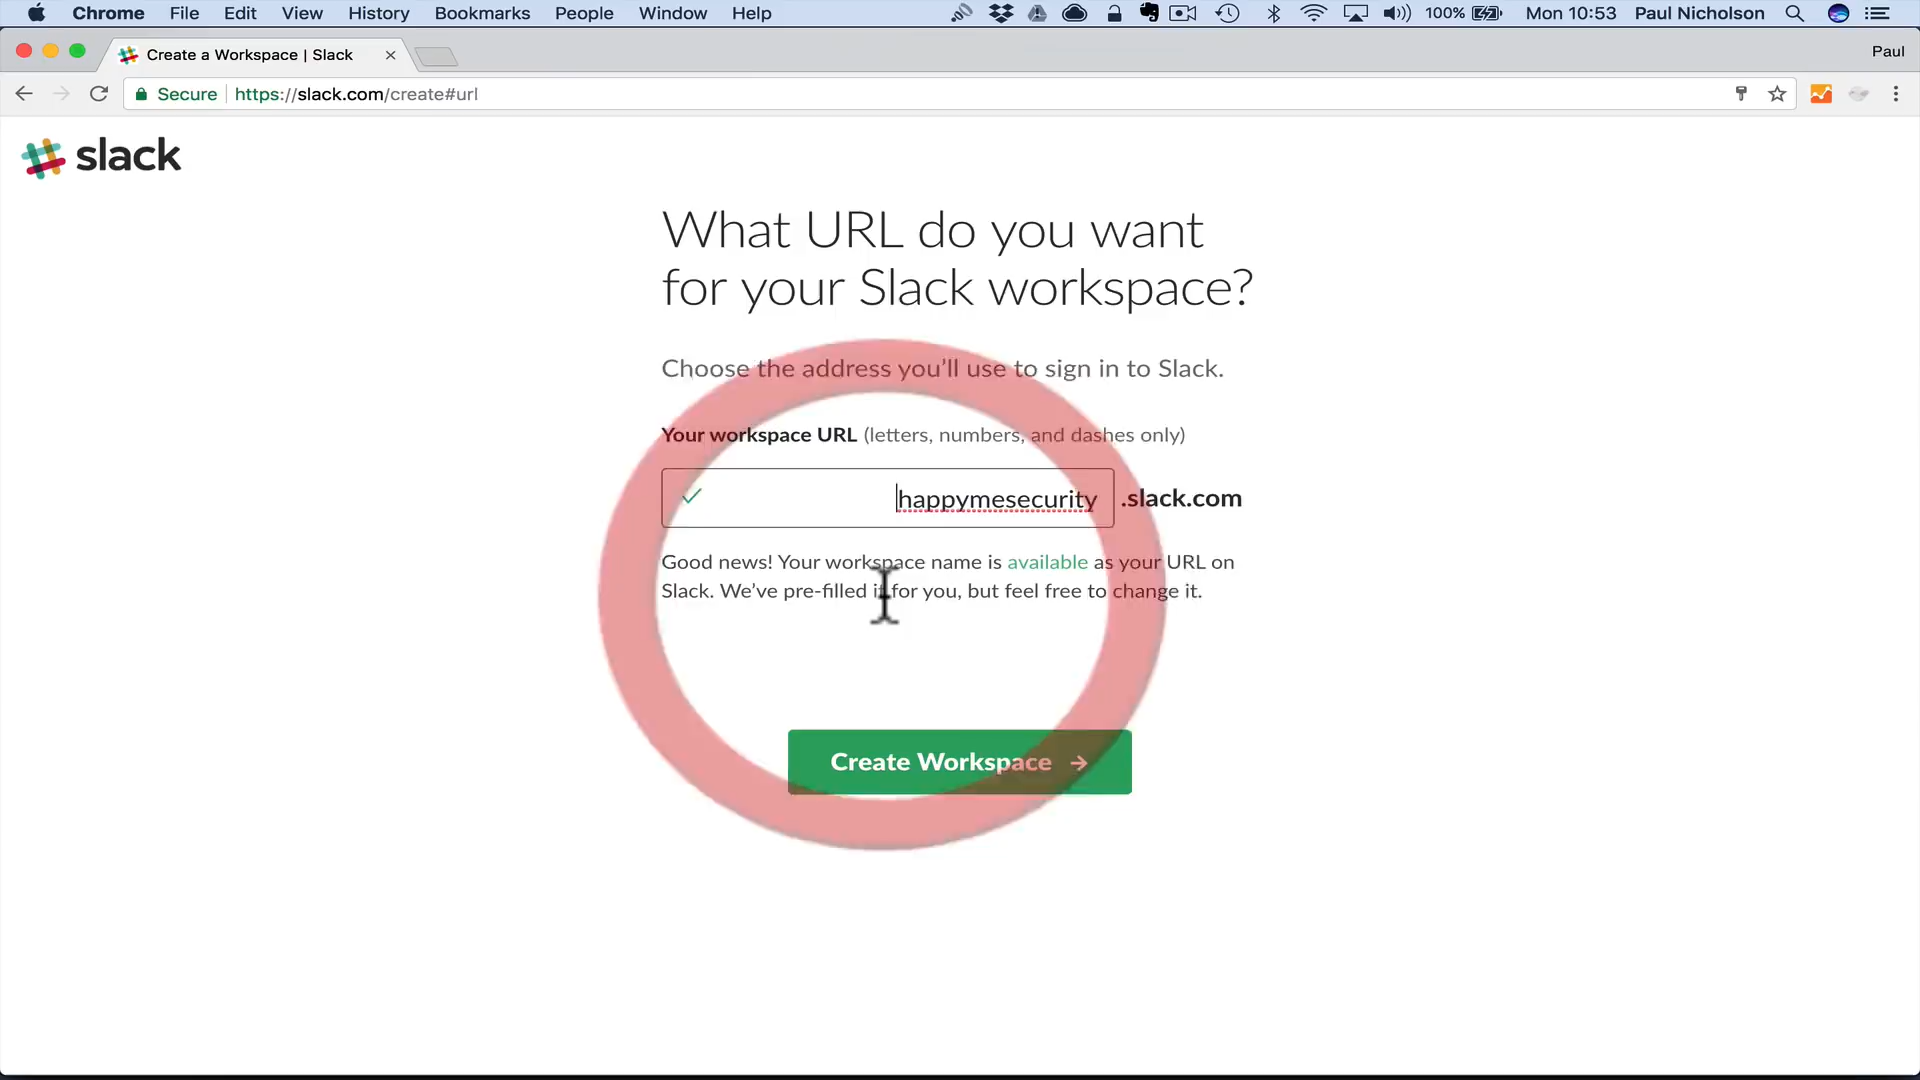 Chrome File Edit View History Bookmarks People Window Help 100% Mon 10:53 Paul Nicholson
Create a Workspace | Slack
Paul
Secure https://slack.com/create#url
slack
What URL do you want
for your Slack workspace?
Choose the address you’ll use to sign in to Slack.
Your workspace URL (letters, numbers, and dashes only)
happymesecurity .slack.com
Good news! Your workspace name is available as your URL on
Slack. We’ve pre-filled it for you, but feel free to change it.
Create Workspace →